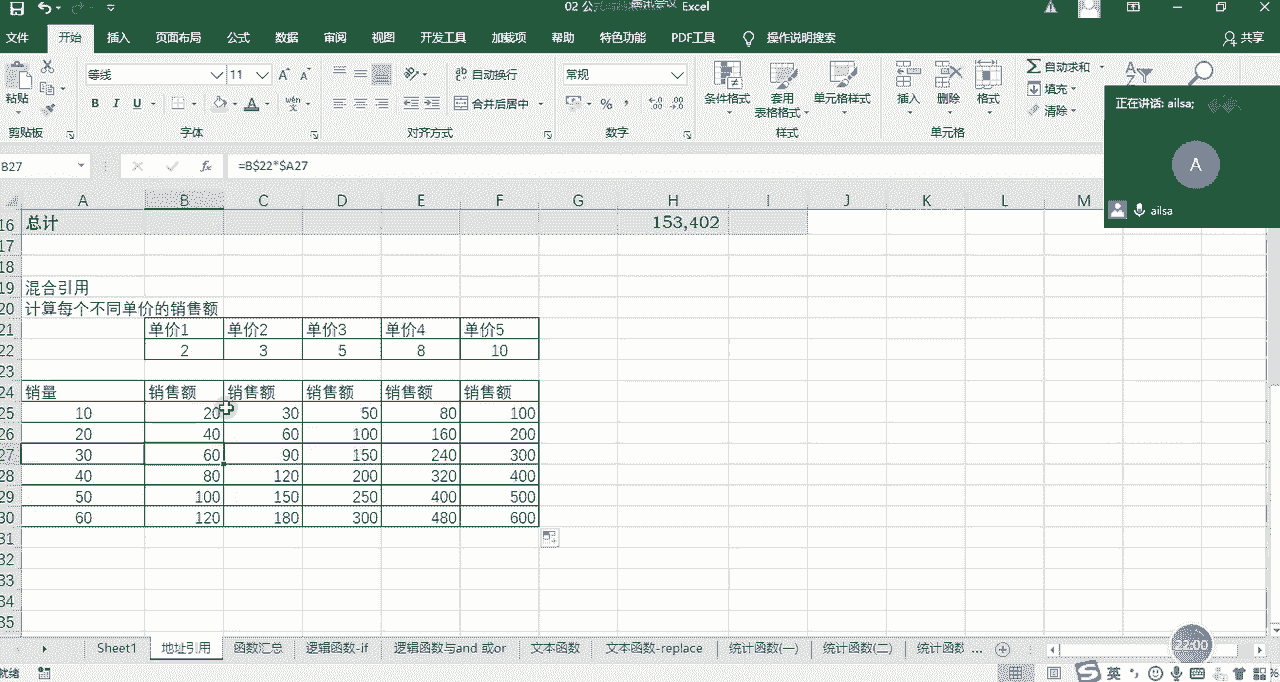 Excel
文件 开始 插入 页面布局 公式 数据 审阅 视图 开发工具 加载项 帮助 特色功能 PDF工具 操作说明搜索 共享
粘贴 等线 11 自动换行 常规 条件格式 套用 表格格式 单元格样式 插入 删除 格式 自动求和
B I U 合并后居中 填充
清除
剪贴板 字体 对齐方式 数字 样式 单元格
正在讲话: ailsa;
A
ailsa
B27 fx =B$22*$A27
A B C D E F G H I J K L M
16 总计 153,402
17
18
19 混合引用
20 计算每个不同单价的销售额
21 单价1 单价2 单价3 单价4 单价5
22 2 3 5 8 10
23
24 销量 销售额 销售额 销售额 销售额 销售额
25 10 20 30 50 80 100
26 20 40 60 100 160 200
27 30 60 90 150 240 300
28 40 80 120 200 320 400
29 50 100 150 250 400 500
30 60 120 180 300 480 600
31
32
33
34
35
Sheet1 地址引用 函数汇总 逻辑函数-if 逻辑函数与and 或or 文本函数 文本函数-replace 统计函数(一) 统计函数(二) 统计函数 ...
22:00
就绪 英